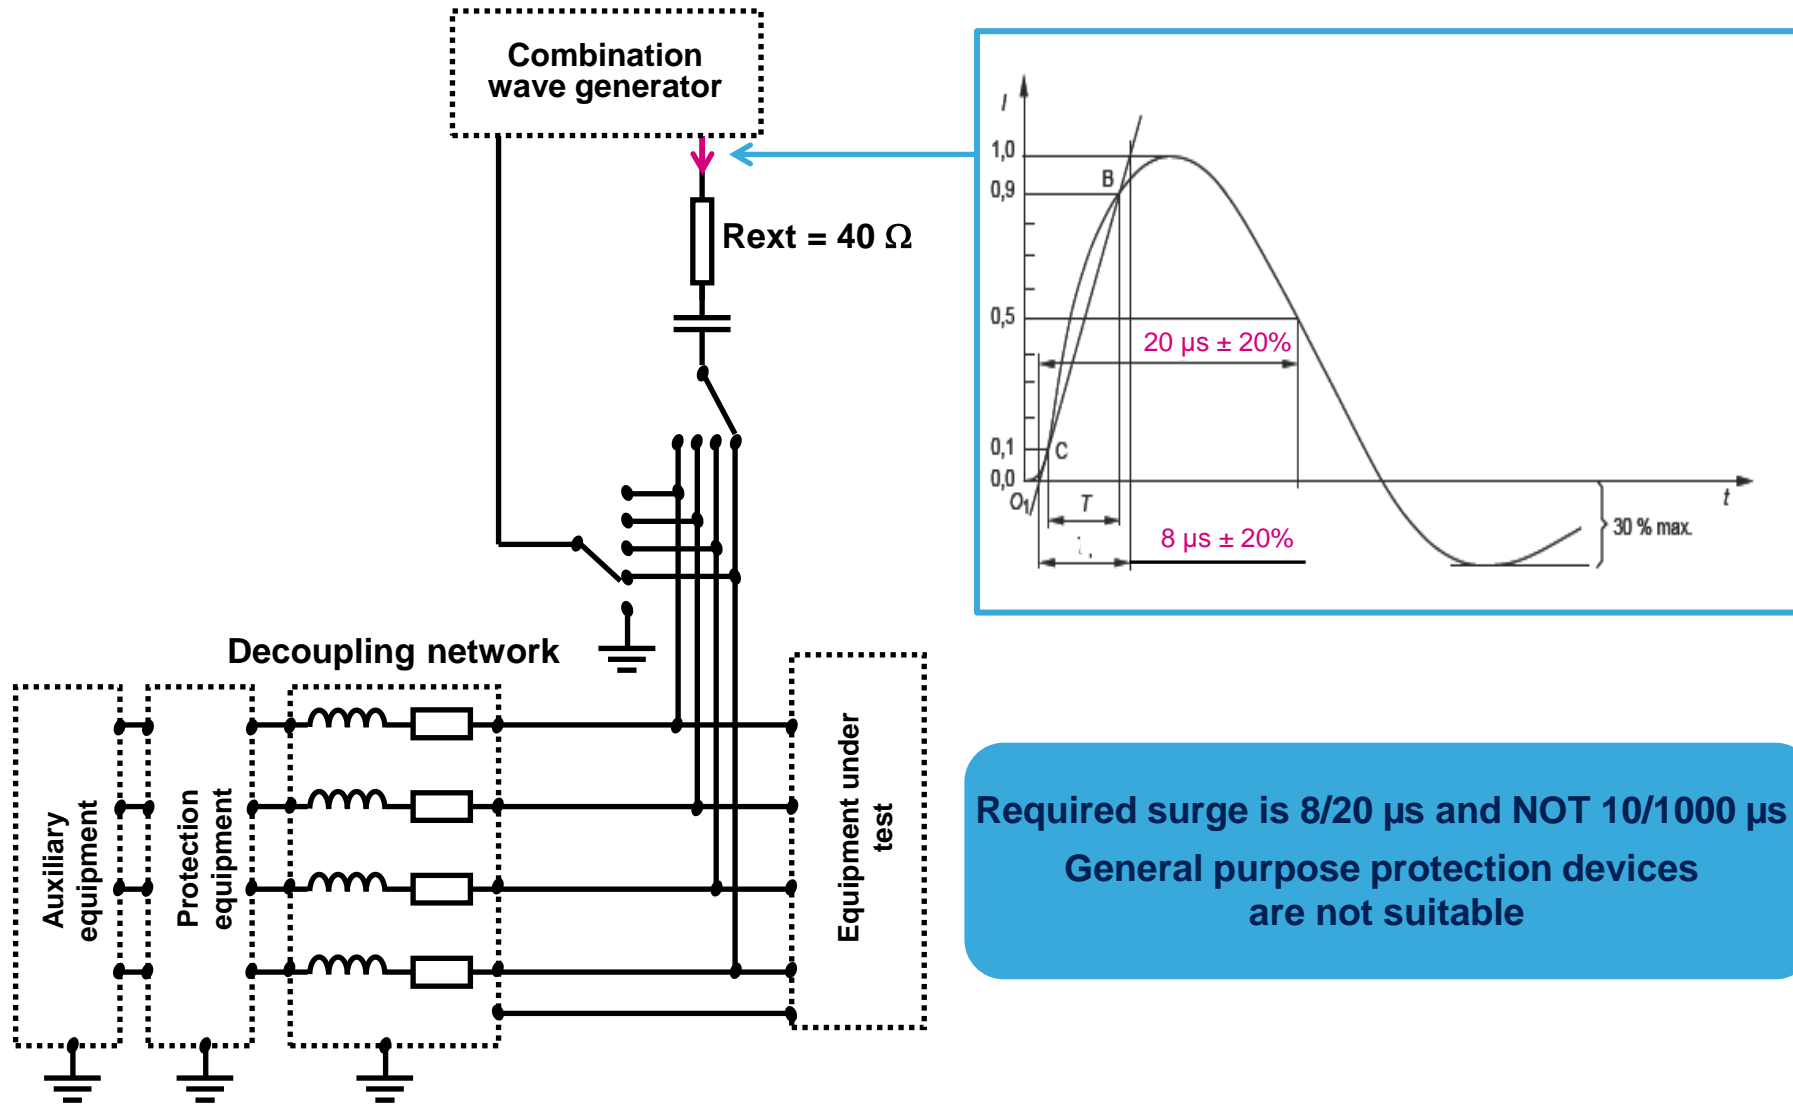 Combination
wave generator
Rext = 40 Ω
Decoupling network
Auxiliary
equipment
Protection
equipment
Equipment under
test
I
1,0
0,9
B
0,5
20 µs ± 20%
0,1
C
0,0
O1
T
t
8 µs ± 20%
30 % max.
Required surge is 8/20 µs and NOT 10/1000 µs
General purpose protection devices
are not suitable